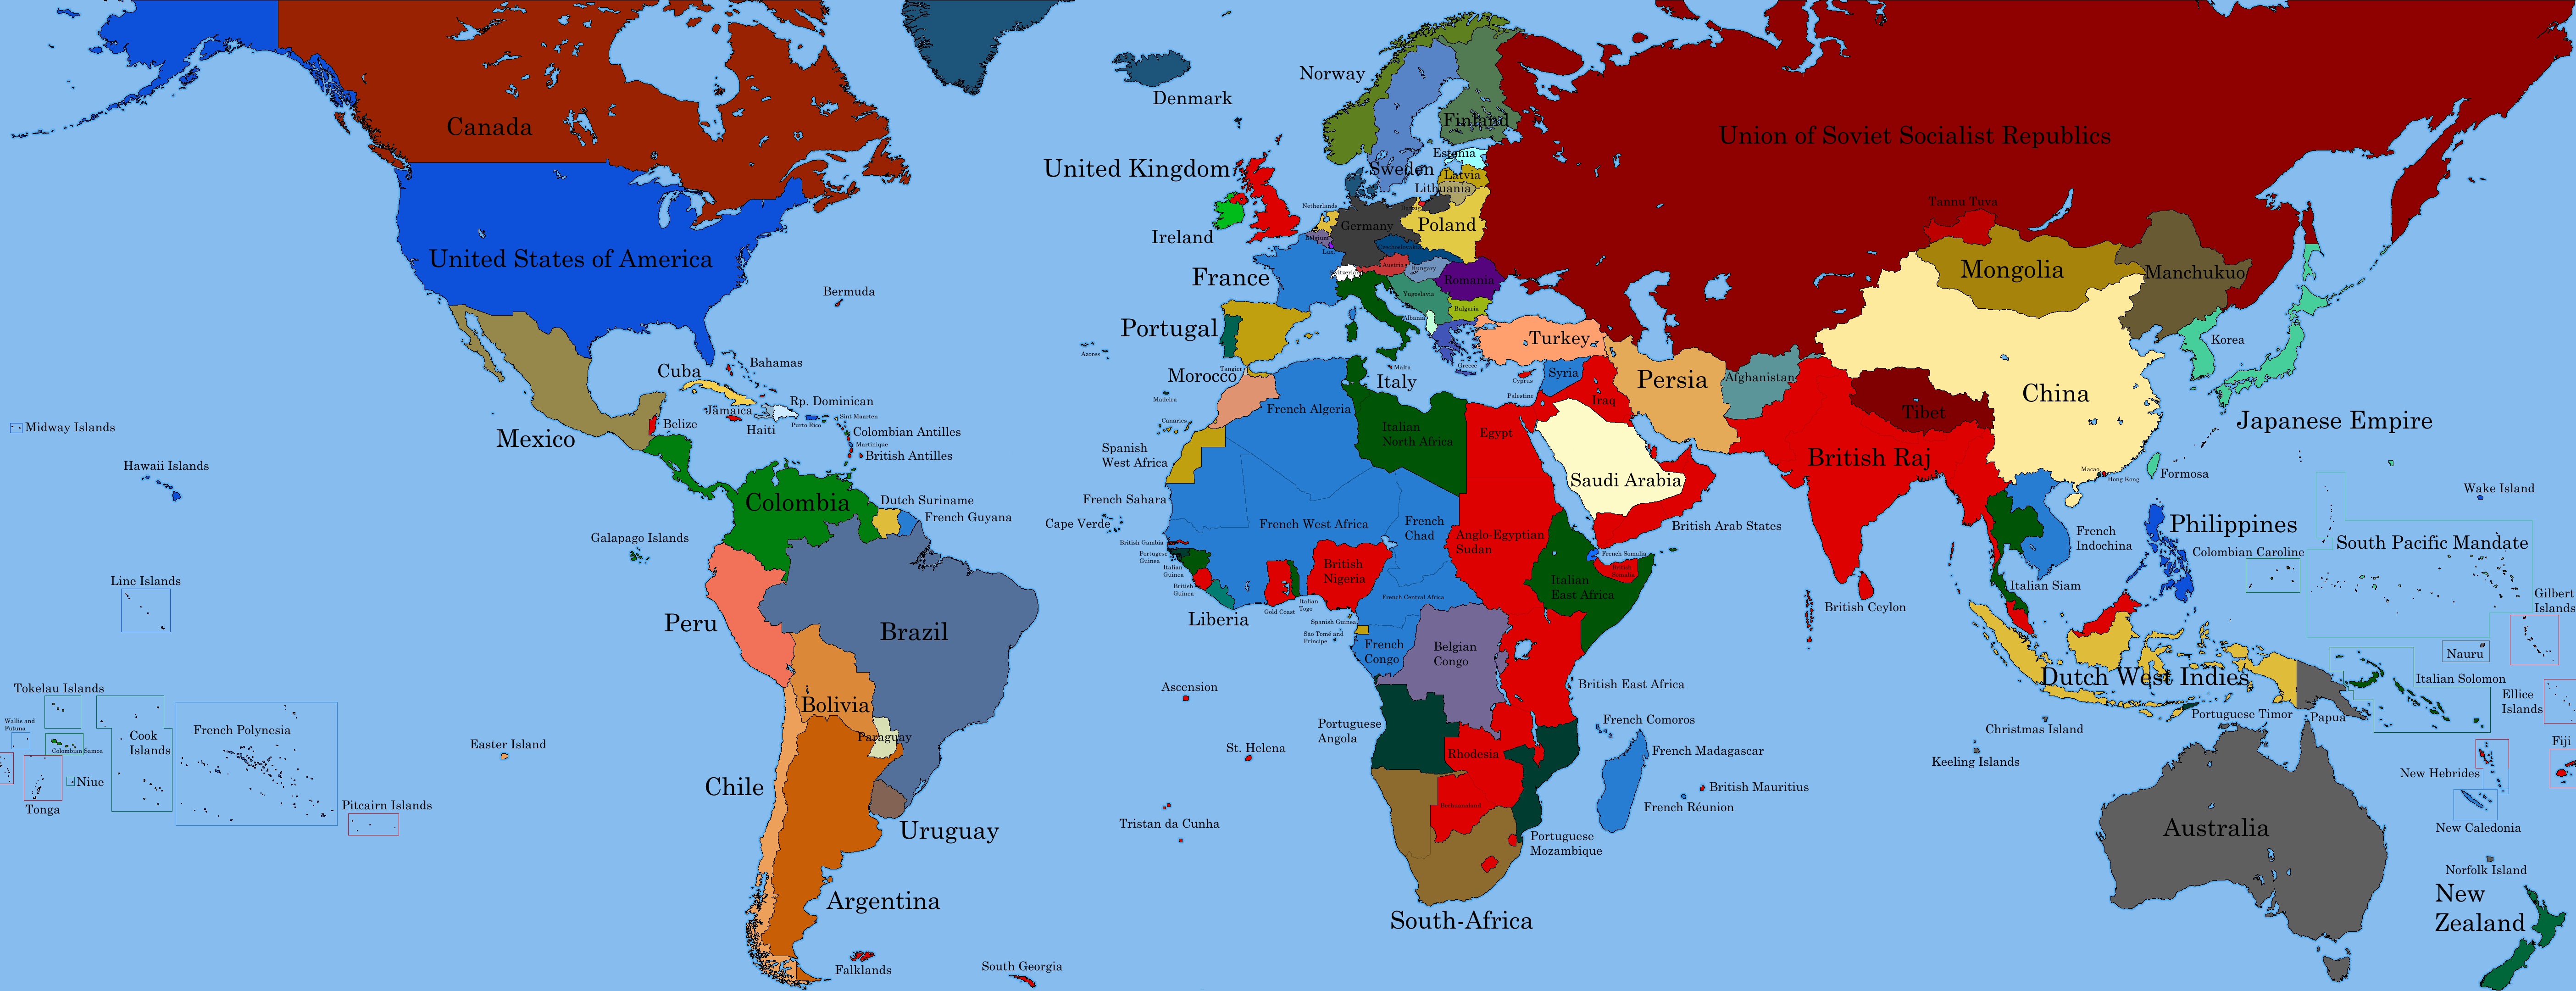 Canada
United States of America
Mexico
Bermuda
Cuba
Bahamas
Jamaica
Haiti
Rp. Dominican
Purto Rico
Sint Maarten
Colombian Antilles
Martinique
British Antilles
Belize
Midway Islands
Hawaii Islands
Line Islands
Tokelau Islands
Wallis and
Futuna
Colombian Samoa
Cook
Islands
Tonga
Niue
French Polynesia
Pitcairn Islands
Galapago Islands
Easter Island
Colombia
Dutch Suriname
French Guyana
Peru
Brazil
Bolivia
Paraguay
Chile
Uruguay
Argentina
Falklands
South Georgia
Denmark
Norway
Sweden
Finland
Estonia
Latvia
Lithuania
United Kingdom
Ireland
Netherlands
Belgium
Lux
Germany
Poland
France
Switzerland
Austria
Hungary
Romania
Yugoslavia
Bulgaria
Albania
Greece
Portugal
Italy
Malta
Turkey
Cyprus
Syria
Palestine
Iraq
Persia
Afghanistan
Saudi Arabia
British Arab States
Azores
Madeira
Canaries
Tangier
Morocco
French Algeria
Italian
North Africa
Egypt
Spanish
West Africa
French Sahara
Cape Verde
French West Africa
French
Chad
Anglo-Egyptian
Sudan
British Gambia
Portugese
Guinea
Italian
Guinea
British
Guinea
Liberia
Gold Coast
Italian
Togo
British
Nigeria
French Central Africa
Spanish Guinea
São Tomé and
Príncipe
French
Congo
Belgian
Congo
French Somalia
British
Somalia
Italian
East Africa
British East Africa
Ascension
St. Helena
Tristan da Cunha
Portuguese
Angola
Rhodesia
Bechuanaland
Portuguese
Mozambique
South-Africa
French Comoros
French Madagascar
British Mauritius
French Réunion
Union of Soviet Socialist Republics
Tannu Tuva
Mongolia
Manchukuo
China
Tibet
British Raj
British Ceylon
Korea
Japanese Empire
Formosa
Macao
Hong Kong
French
Indochina
Italian Siam
Philippines
Wake Island
South Pacific Mandate
Colombian Caroline
Gilbert
Islands
Nauru
Dutch West Indies
Portuguese Timor
Papua
Italian Solomon
Ellice
Islands
Christmas Island
Keeling Islands
New Hebrides
Fiji
New Caledonia
Norfolk Island
Australia
New
Zealand